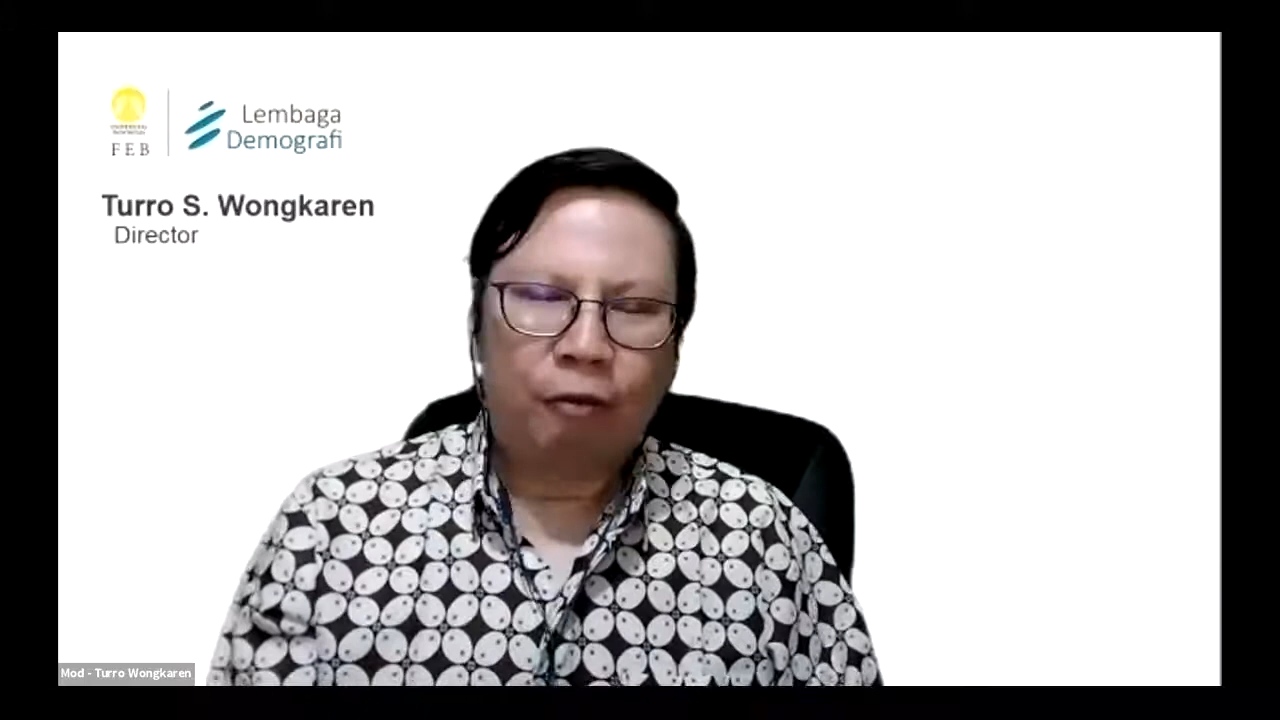 Lembaga
Demografi
FEB
Turro S. Wongkaren
Director
Mod - Turro Wongkaren